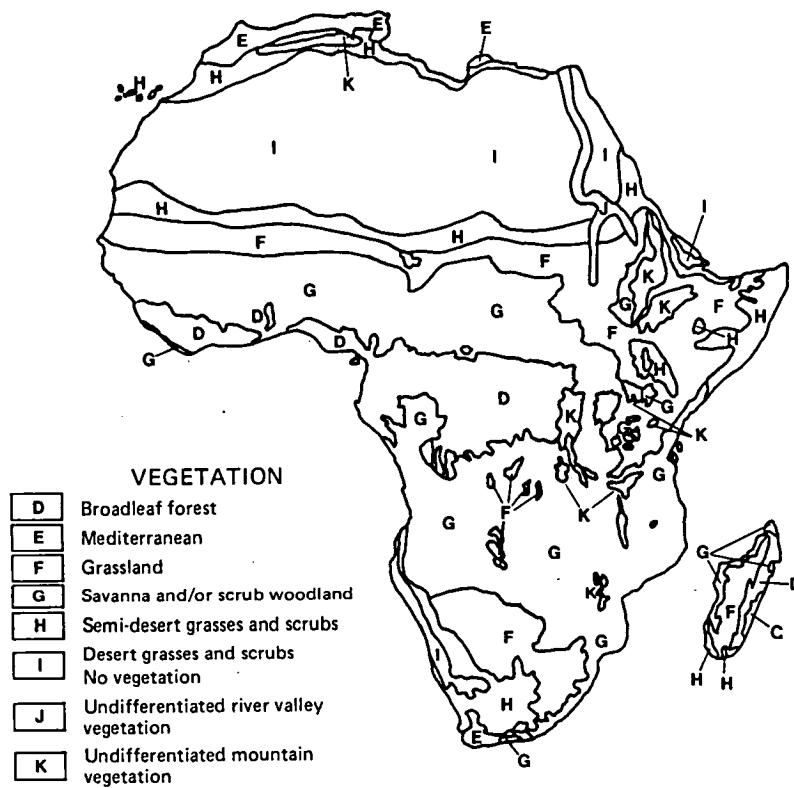 E
E
E
H
H
K
H
I
I
I
H
H
J
I
H
F
H
F
K
G
G
K
F
H
G
D
D
D
F
H
G
H
D
K
G
G
K
G
F
K
G
G
K
G
D
F
F
G
C
I
H
H
H
E
G
VEGETATION
D Broadleaf forest
E Mediterranean
F Grassland
G Savanna and/or scrub woodland
H Semi-desert grasses and scrubs
I Desert grasses and scrubs
No vegetation
J Undifferentiated river valley
vegetation
K Undifferentiated mountain
vegetation